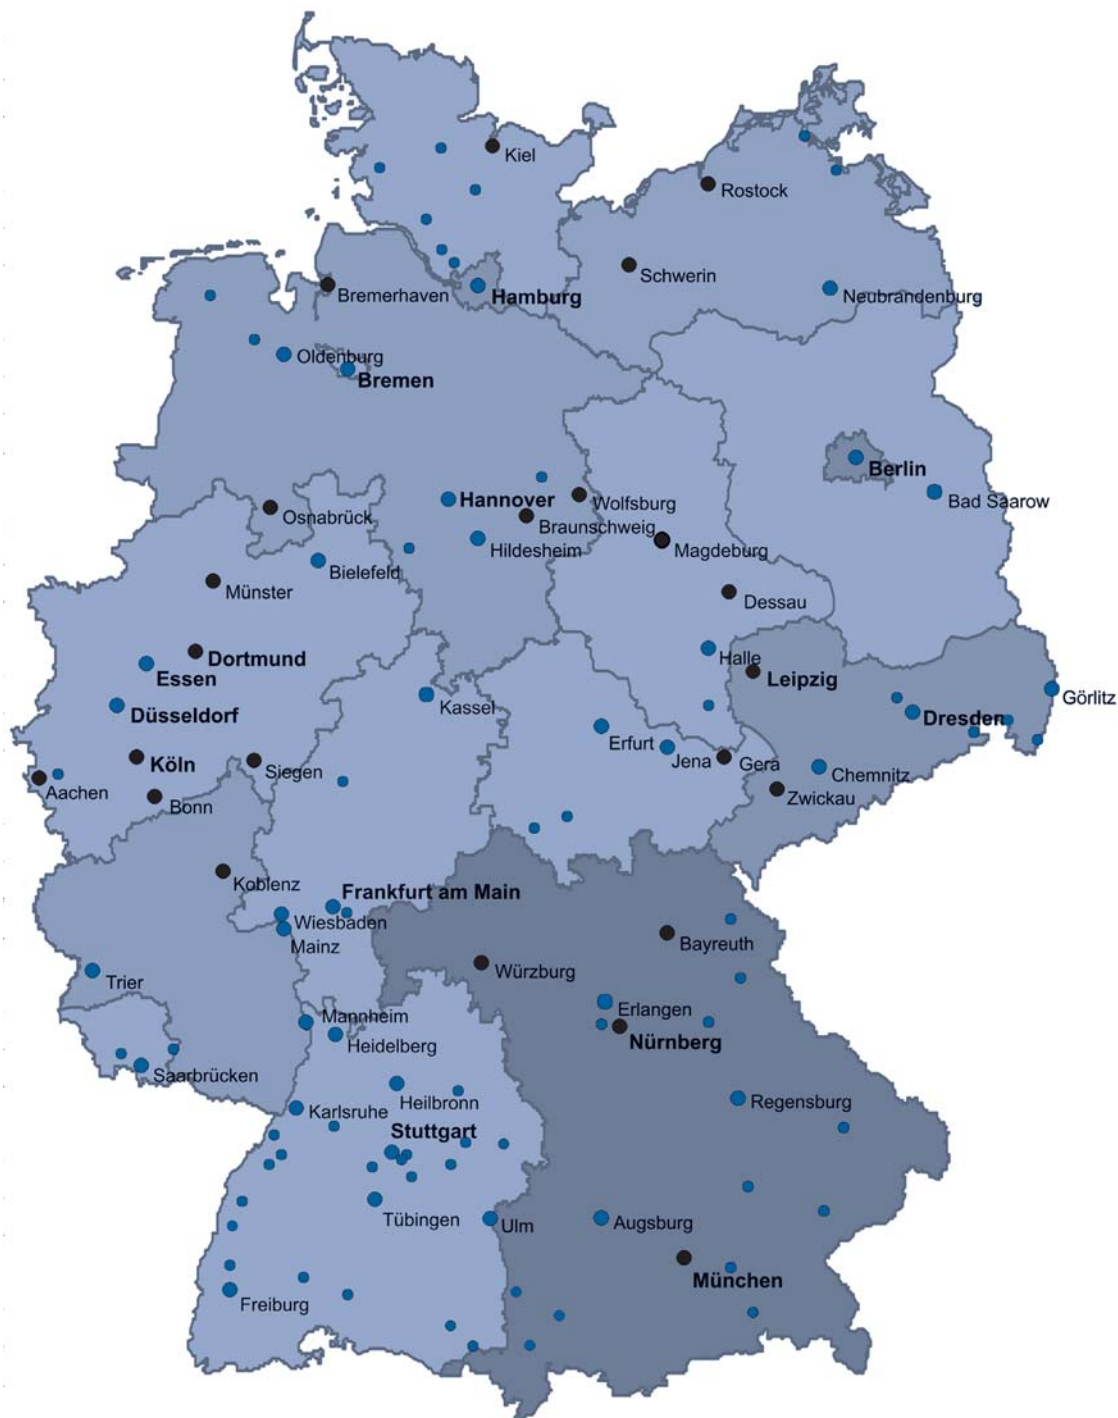 Kiel
Rostock
Schwerin
Bremerhaven
Hamburg
Neubrandenburg
Oldenburg
Bremen
Berlin
Hannover
Wolfsburg
Bad Saarow
Osnabrück
Braunschweig
Hildesheim
Magdeburg
Bielefeld
Münster
Dessau
Dortmund
Halle
Essen
Leipzig
Kassel
Görlitz
Düsseldorf
Dresden
Erfurt
Jena
Köln
Siegen
Gera
Chemnitz
Aachen
Zwickau
Bonn
Koblenz
Frankfurt am Main
Wiesbaden
Mainz
Bayreuth
Würzburg
Trier
Erlangen
Mannheim
Nürnberg
Heidelberg
Saarbrücken
Heilbronn
Regensburg
Karlsruhe
Stuttgart
Tübingen
Ulm
Augsburg
München
Freiburg